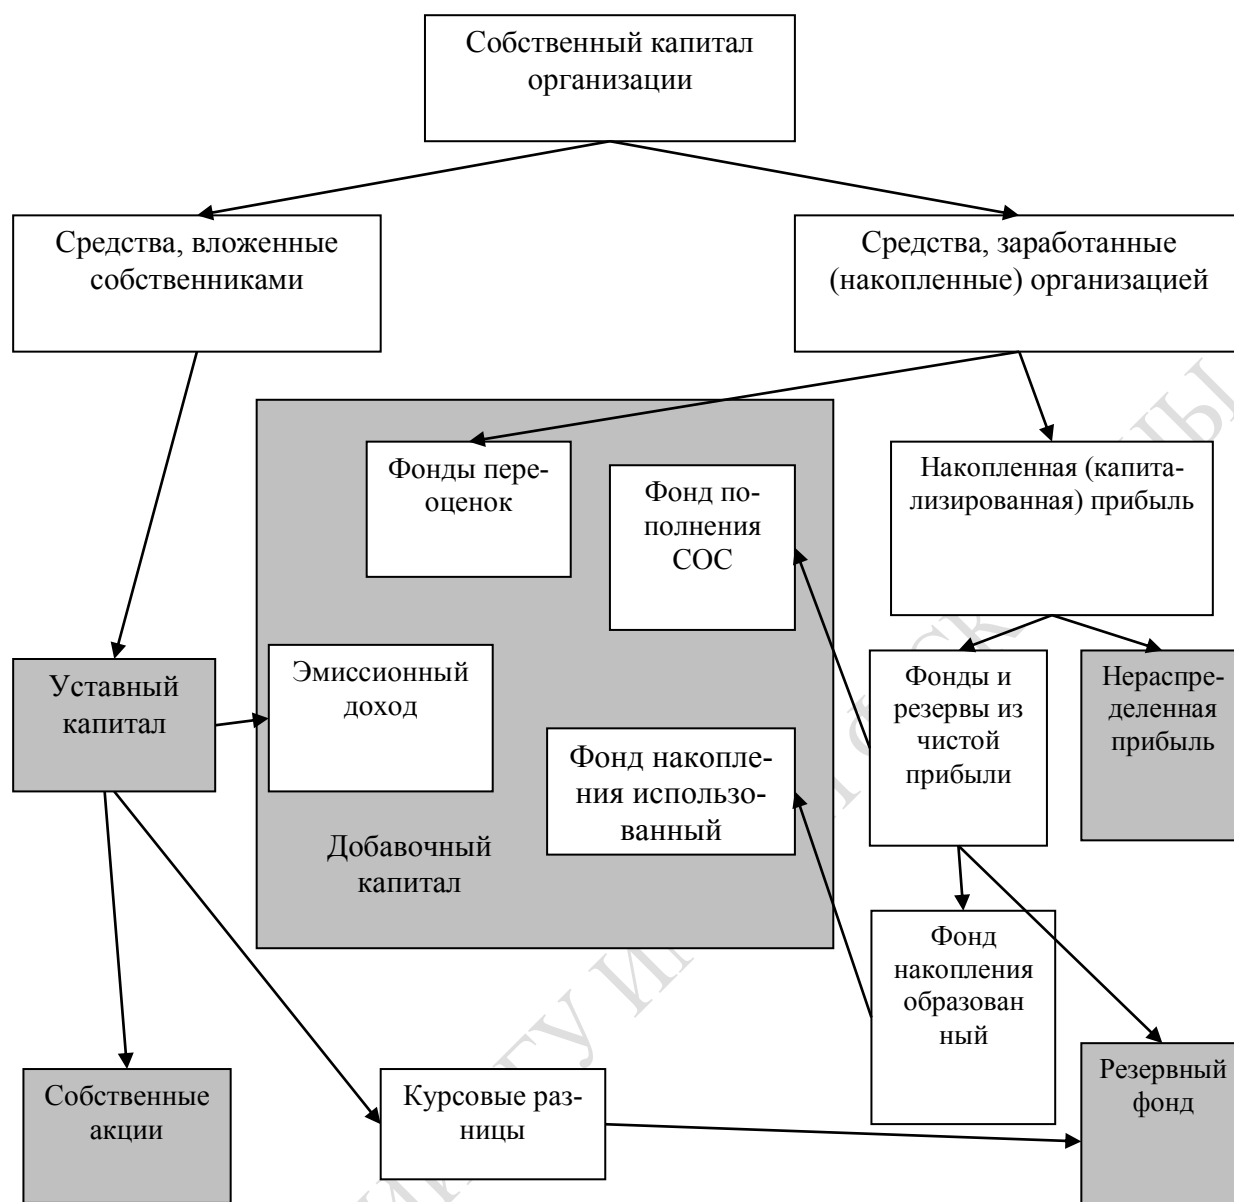 Собственный капитал
организации
Средства, вложенные
собственниками
Средства, заработанные
(накопленные) организацией
Фонды пере-
оценок
Фонд по-
полнения
СОС
Накопленная (капита-
лизированная) прибыль
Уставный
капитал
Эмиссионный
доход
Фонд накопле-
ния использо-
ванный
Добавочный
капитал
Фонды и
резервы из
чистой
прибыли
Нераспре-
деленная
прибыль
Фонд
накопления
образован
ный
Собственные
акции
Курсовые раз-
ницы
Резервный
фонд